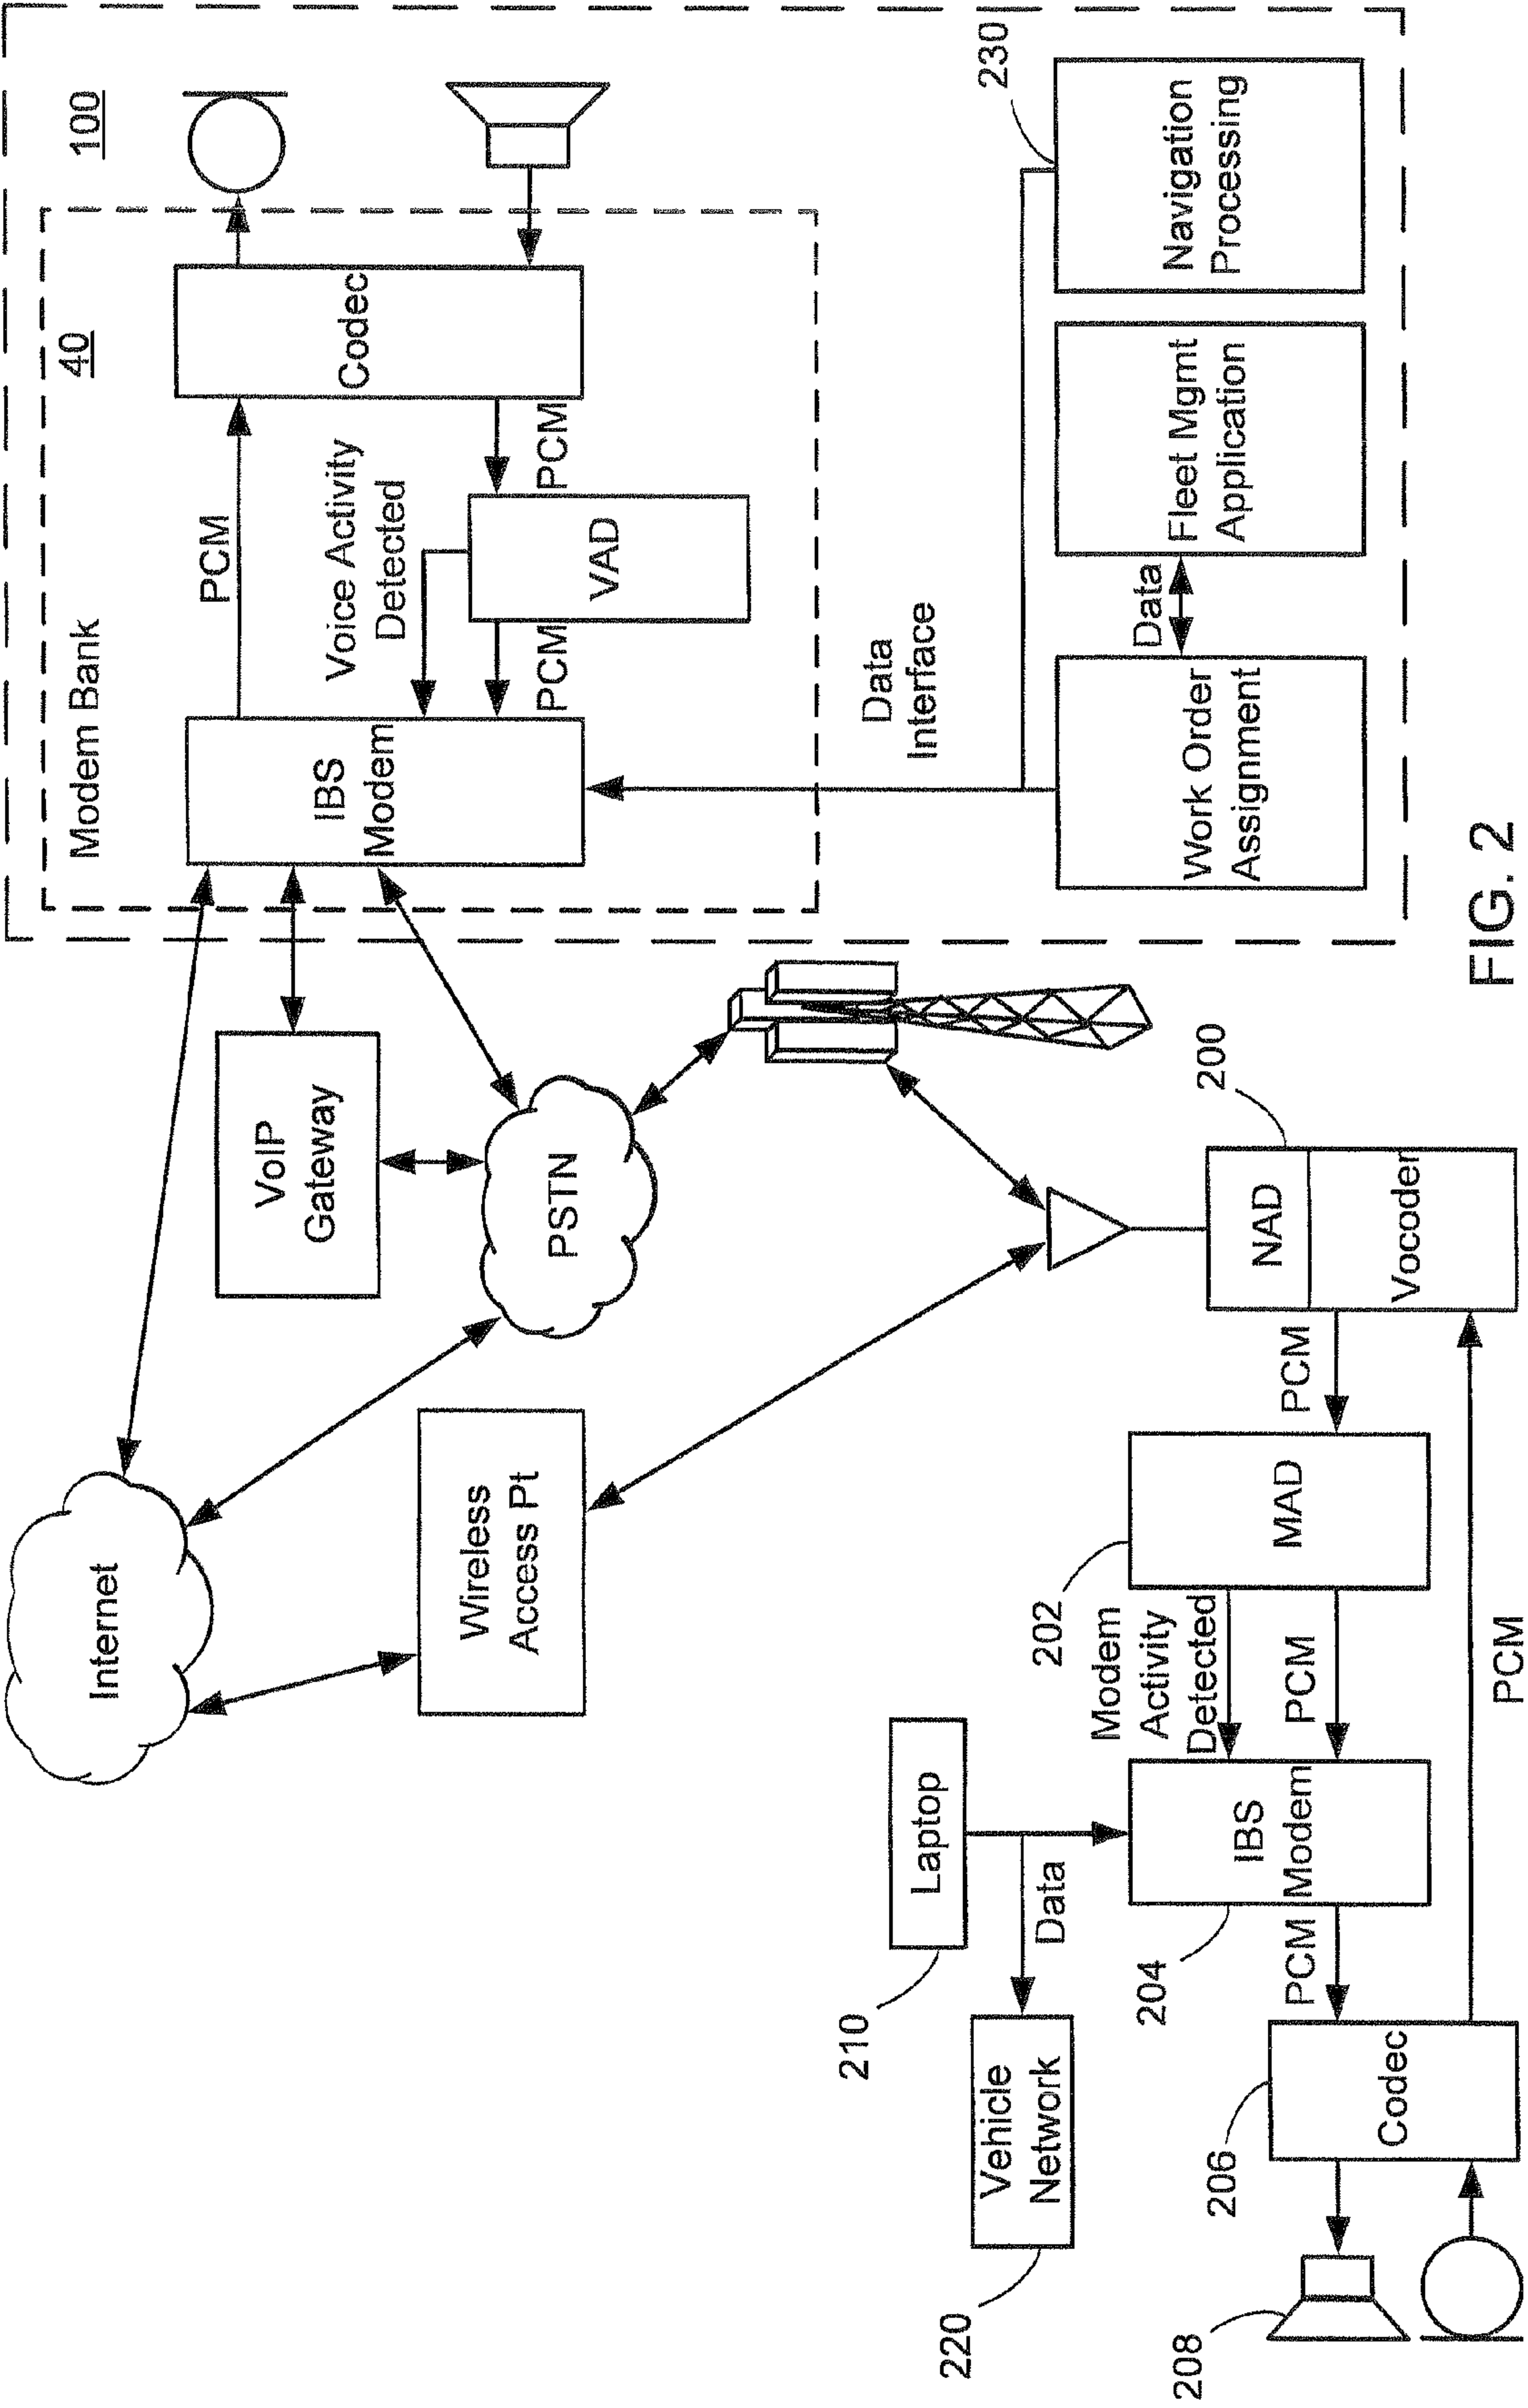 100
40
Modem Bank
Codec
PCM
Voice Activity
Detected
PCM
VAD
PCM
IBS
Modem
Data
Interface
230
Navigation
Processing
Fleet Mgmt
Application
Data
Work Order
Assignment
Internet
VoIP
Gateway
PSTN
Wireless
Access Pt
200
NAD
Vocoder
PCM
MAD
202
Modem
Activity
Detected
PCM
PCM
Laptop
210
Data
Vehicle
Network
220
IBS
Modem
204
PCM
Codec
206
208
FIG. 2